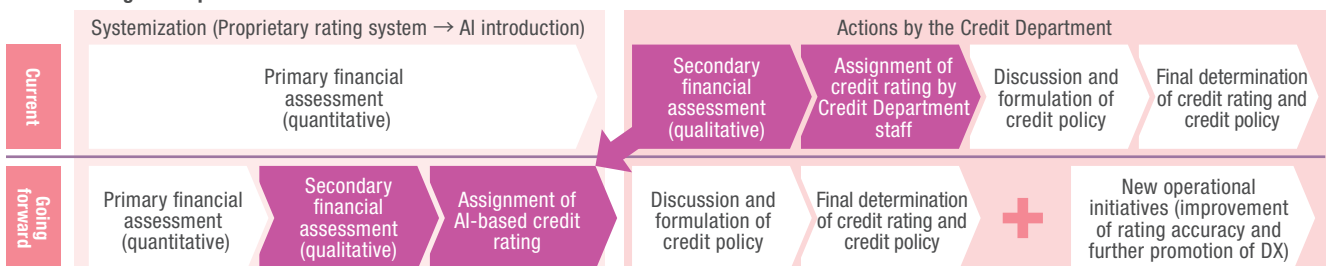 Systemization (Proprietary rating system → AI introduction)
Actions by the Credit Department
Current
Primary financial
assessment
(quantitative)
Secondary
financial
assessment
(qualitative)
Assignment of
credit rating by
Credit Department
staff
Discussion and
formulation of
credit policy
Final determination
of credit rating and
credit policy
Going
forward
Primary financial
assessment
(quantitative)
Secondary
financial
assessment
(qualitative)
Assignment of
AI-based credit
rating
Discussion and
formulation of
credit policy
Final determination
of credit rating and
credit policy
New operational
initiatives (improvement
of rating accuracy and
further promotion of DX)